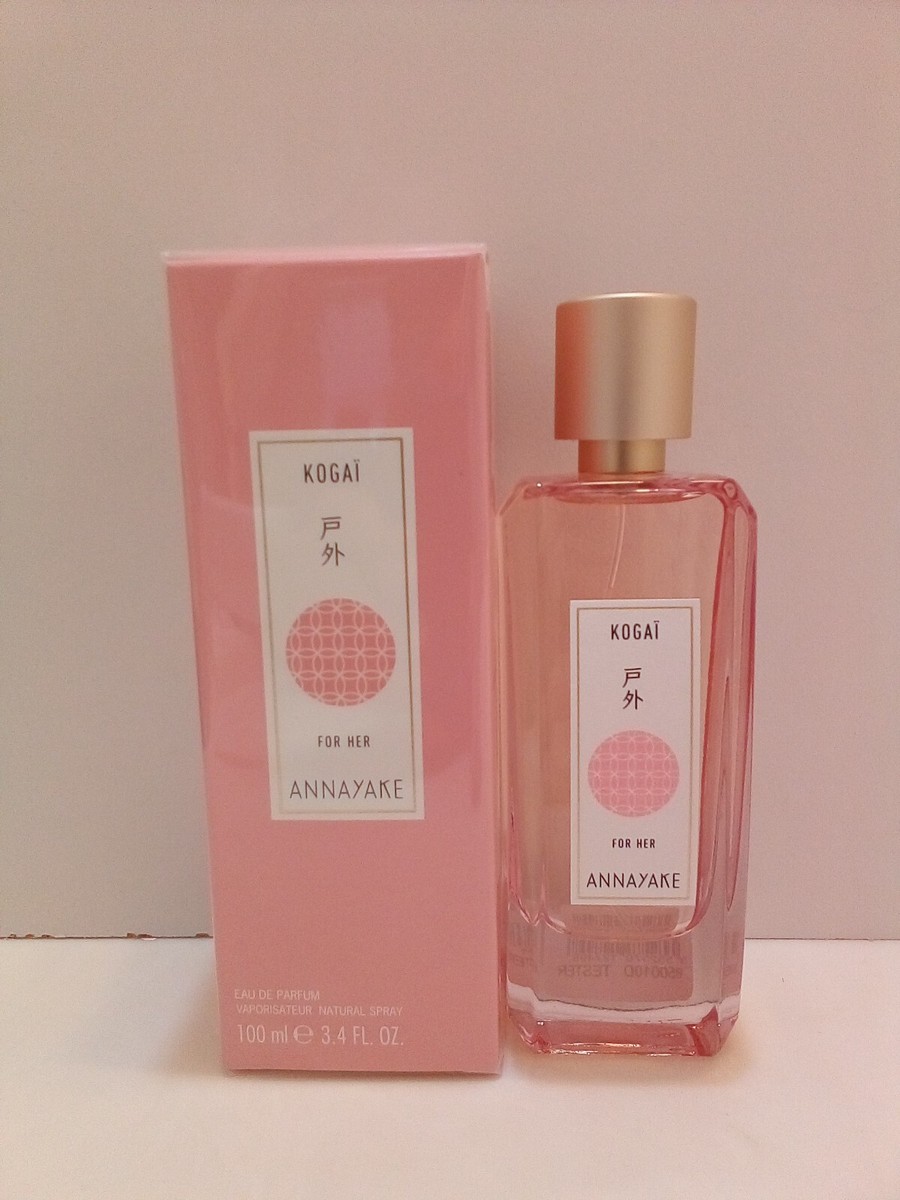 KOGAÏ
戸
外
FOR HER
ANNAYAKE
EAU DE PARFUM
VAPORISATEUR NATURAL SPRAY
100 ml ℮ 3.4 FL. OZ.
KOGAÏ
戸
外
FOR HER
ANNAYAKE
TESTER